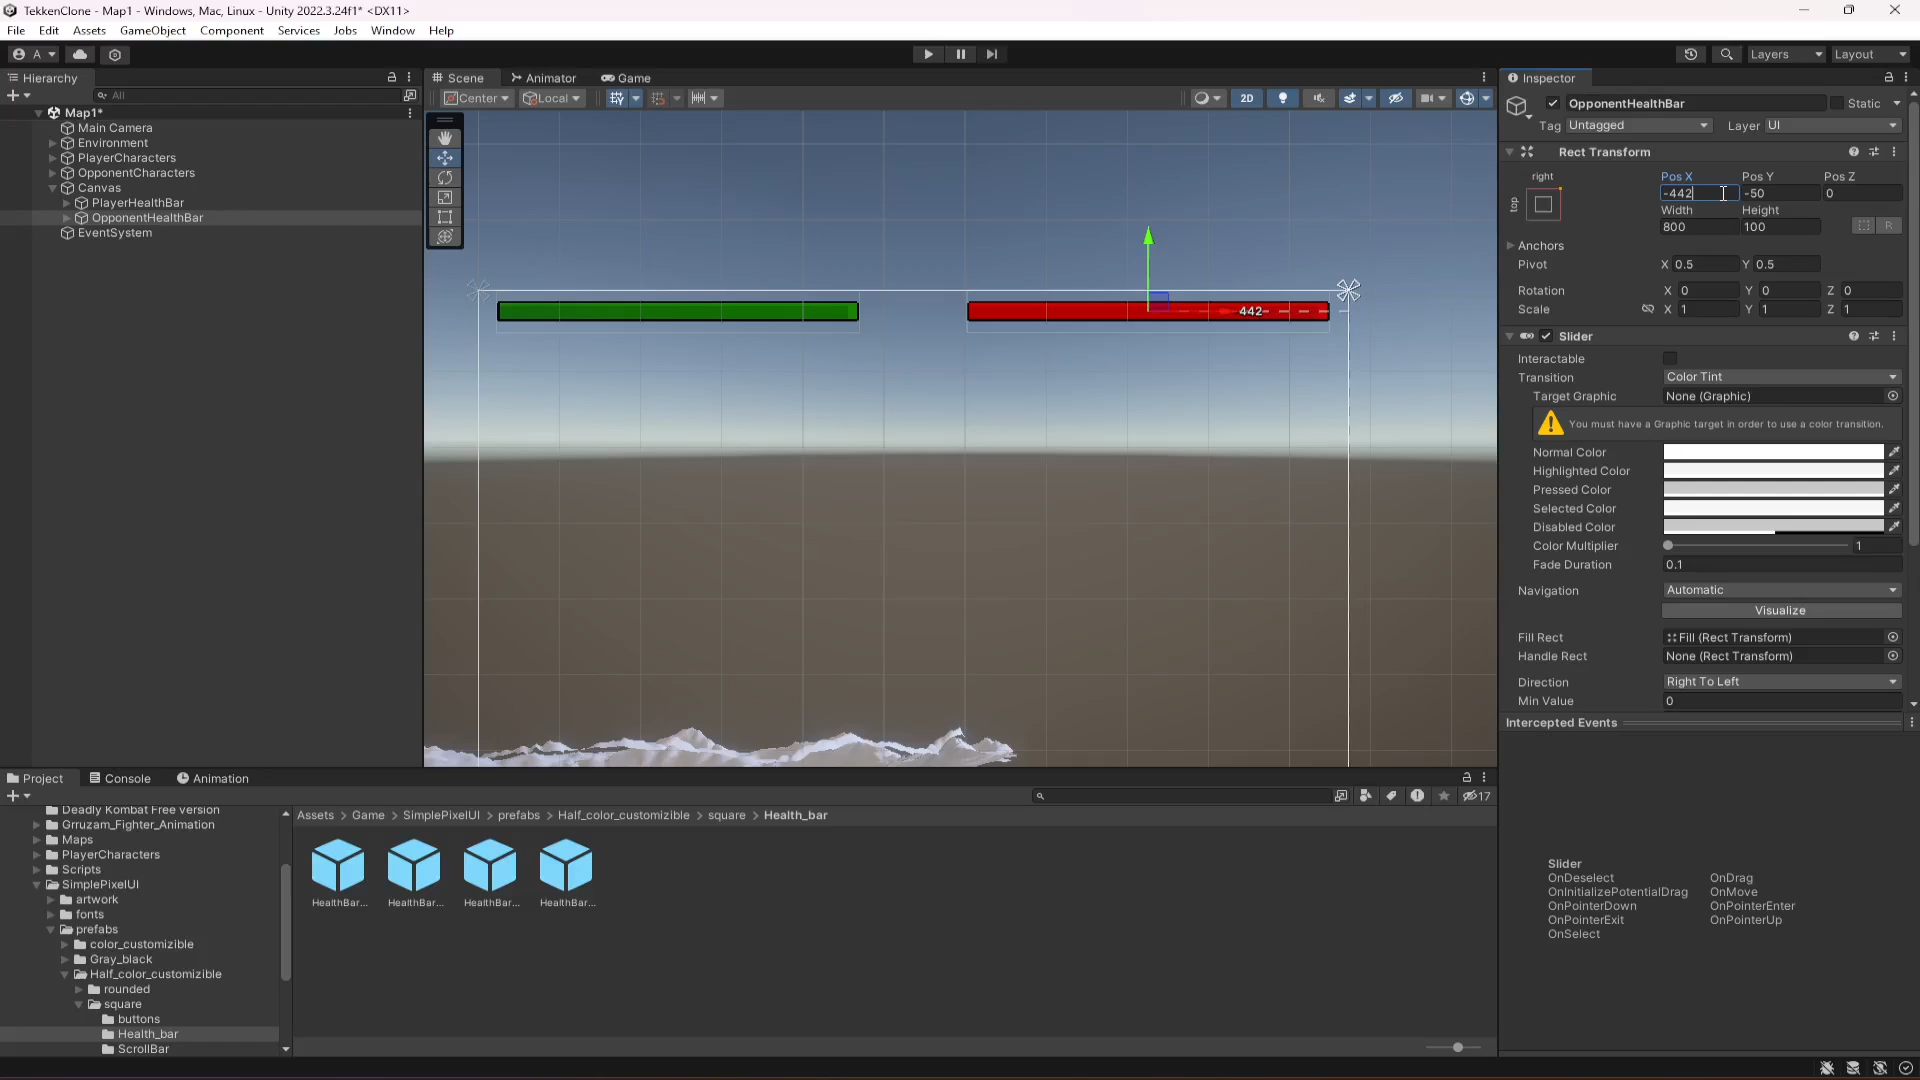 TekkenClone - Map1 - Windows, Mac, Linux - Unity 2022.3.24f1* <DX11>
File Edit Assets GameObject Component Services Jobs Window Help
A
Layers
Layout
Hierarchy
All
Map1*
Main Camera
Environment
PlayerCharacters
OpponentCharacters
Canvas
PlayerHealthBar
OpponentHealthBar
EventSystem
Scene
Animator
Game
Center
Local
2D
442
Inspector
OpponentHealthBar
Static
Tag Untagged Layer UI
Rect Transform
right
top
Pos X Pos Y Pos Z
-442 -50 0
Width Height
800 100
R
Anchors
Pivot X 0.5 Y 0.5
Rotation X 0 Y 0 Z 0
Scale X 1 Y 1 Z 1
Slider
Interactable
Transition Color Tint
Target Graphic None (Graphic)
You must have a Graphic target in order to use a color transition.
Normal Color
Highlighted Color
Pressed Color
Selected Color
Disabled Color
Color Multiplier 1
Fade Duration 0.1
Navigation Automatic
Visualize
Fill Rect Fill (Rect Transform)
Handle Rect None (Rect Transform)
Direction Right To Left
Min Value 0
Intercepted Events
Slider
OnDeselect OnDrag
OnInitializePotentialDrag OnMove
OnPointerDown OnPointerEnter
OnPointerExit OnPointerUp
OnSelect
Project
Console
Animation
17
Deadly Kombat Free version
Grruzam_Fighter_Animation
Maps
PlayerCharacters
Scripts
SimplePixelUI
artwork
fonts
prefabs
color_customizible
Gray_black
Half_color_customizible
rounded
square
buttons
Health_bar
ScrollBar
Assets > Game > SimplePixelUI > prefabs > Half_color_customizible > square > Health_bar
HealthBar... HealthBar... HealthBar... HealthBar...